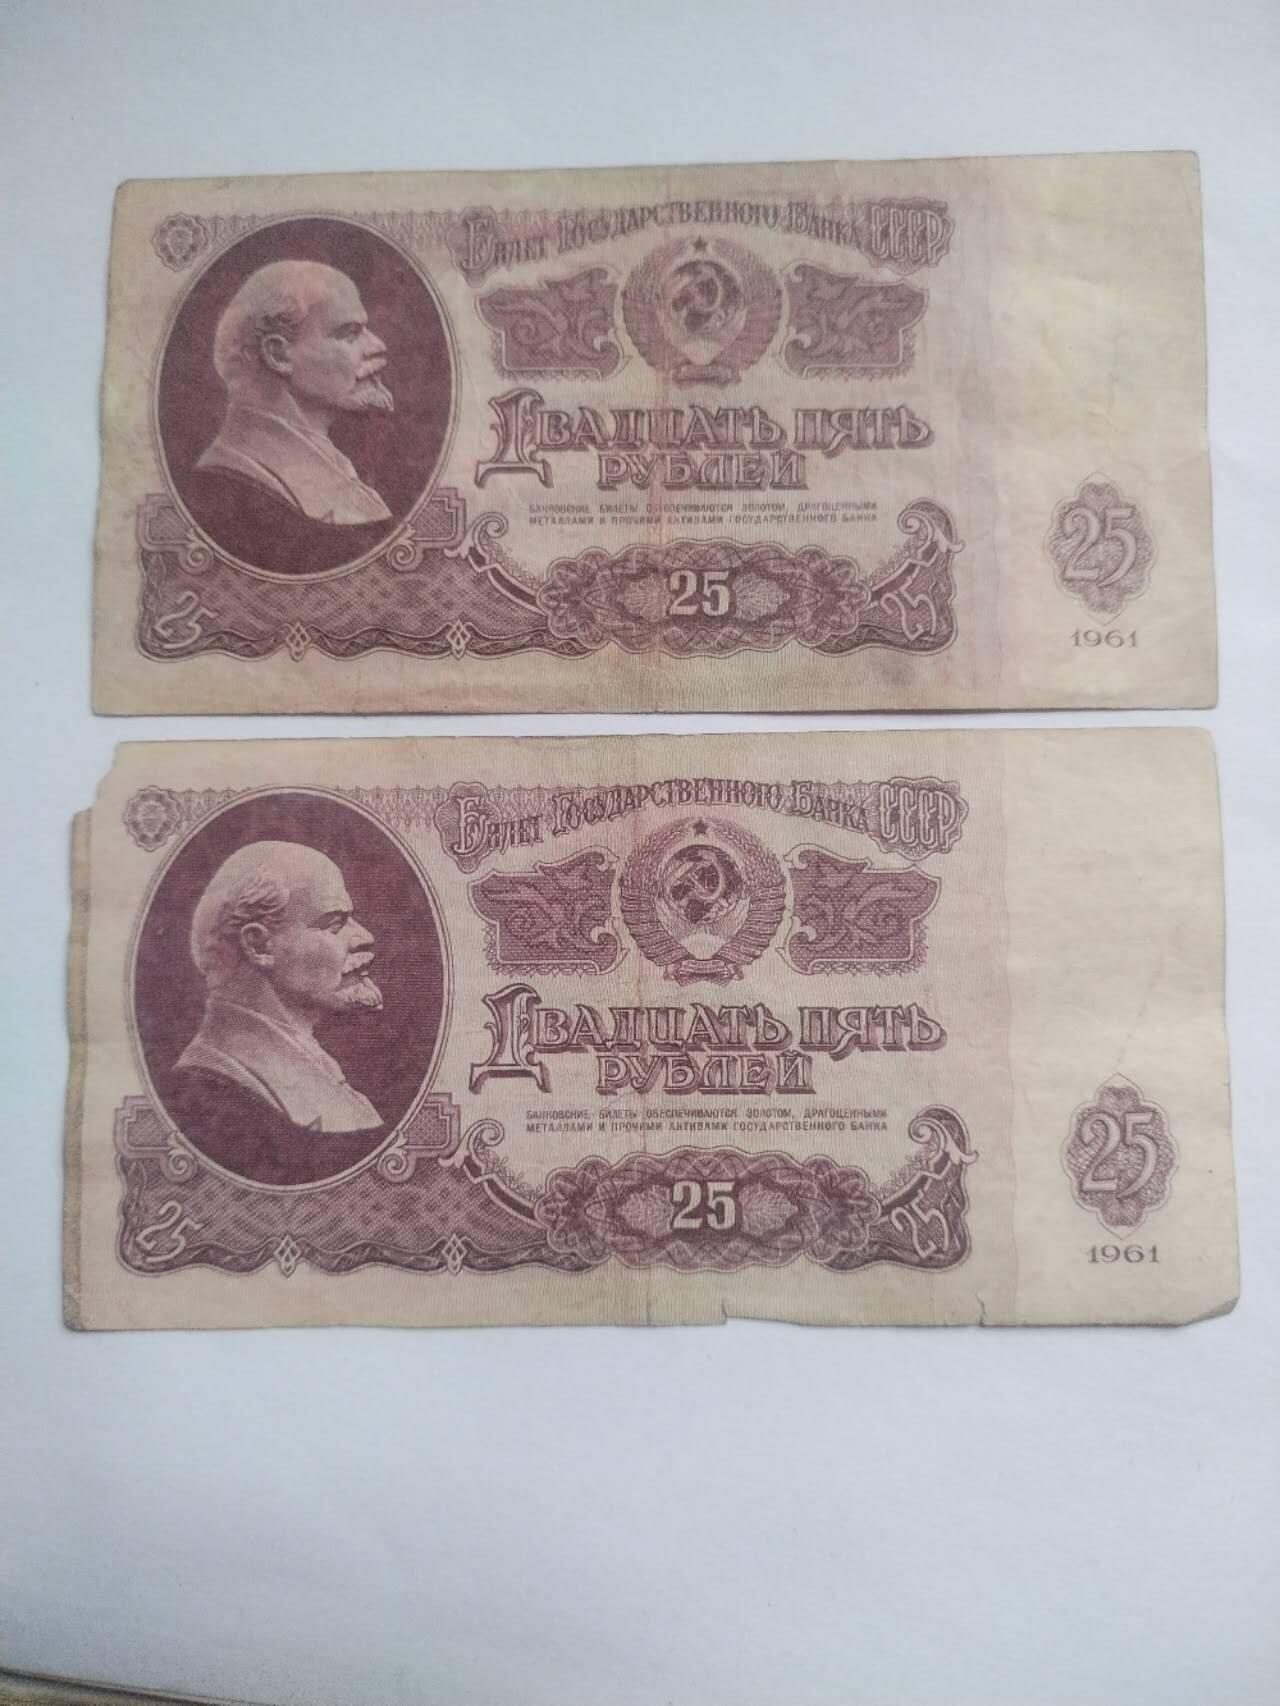 Билет Государственного Банка СССР
Двадцать пять
рублей
БАНКОВСКИЕ БИЛЕТЫ ОБЕСПЕЧИВАЮТСЯ ЗОЛОТОМ, ДРАГОЦЕННЫМИ
МЕТАЛЛАМИ И ПРОЧИМИ АКТИВАМИ ГОСУДАРСТВЕННОГО БАНКА
25
25
25
25
1961
Билет Государственного Банка СССР
Двадцать пять
рублей
БАНКОВСКИЕ БИЛЕТЫ ОБЕСПЕЧИВАЮТСЯ ЗОЛОТОМ, ДРАГОЦЕННЫМИ
МЕТАЛЛАМИ И ПРОЧИМИ АКТИВАМИ ГОСУДАРСТВЕННОГО БАНКА
25
25
25
25
1961